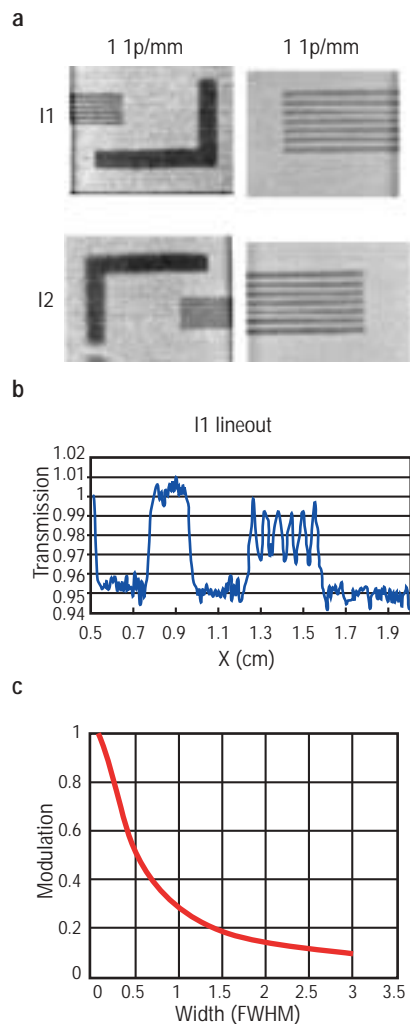 a
1 1p/mm 1 1p/mm
I1
I2
b
I1 lineout
1.02
1.01
1
0.99
0.98
0.97
0.96
0.95
0.94
Transmission
0.5 0.7 0.9 1.1 1.3 1.5 1.7 1.9
X (cm)
c
1
0.8
0.6
0.4
0.2
0
Modulation
0 0.5 1.0 1.5 2.0 2.5 3 3.5
Width (FWHM)